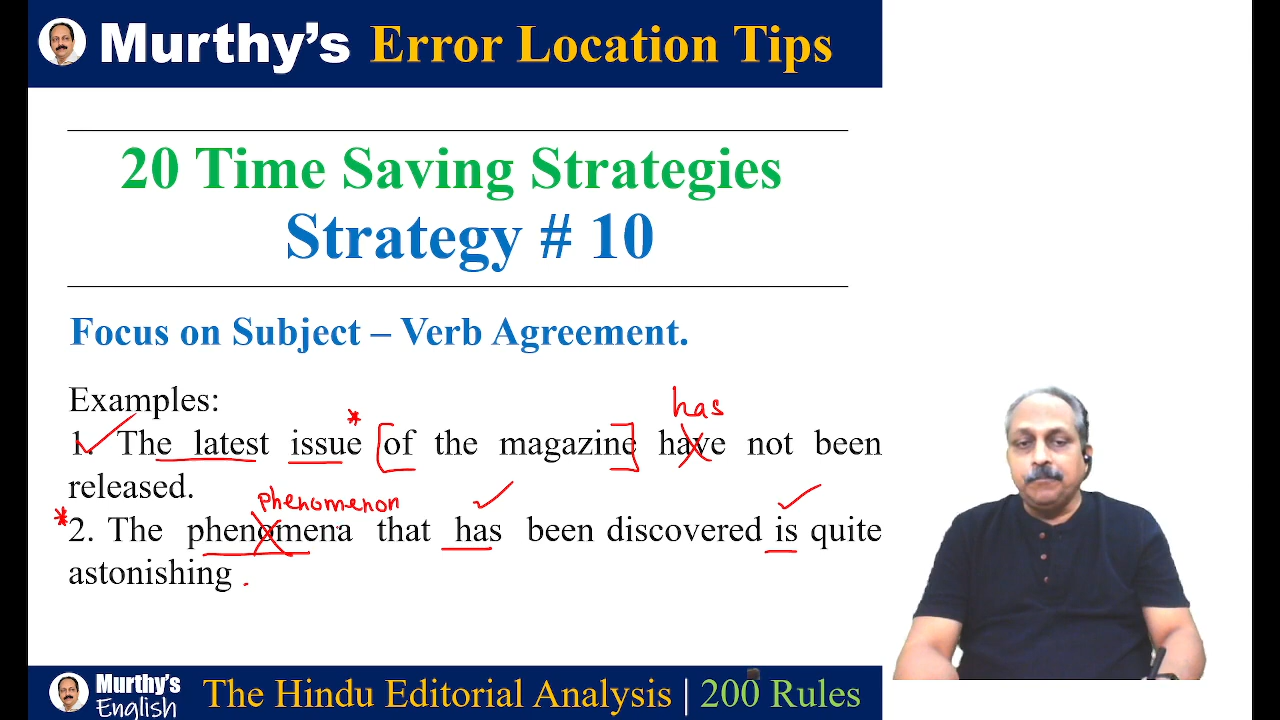 Murthy's Error Location Tips
20 Time Saving Strategies
Strategy # 10
Focus on Subject – Verb Agreement.
Examples:
has
1. The latest issue* [of the magazine] have not been
released.
phenomenon
*2. The phenomena that has been discovered is quite
astonishing .
Murthy's
English
The Hindu Editorial Analysis | 200 Rules